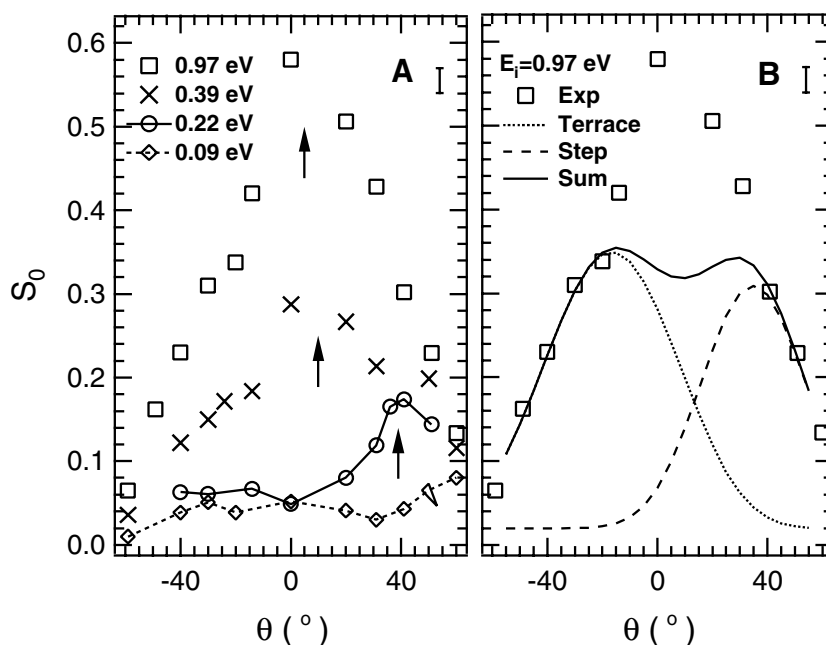 0.6
0.5
0.4
0.3
0.2
0.1
0.0
S0
0.97 eV
0.39 eV
0.22 eV
0.09 eV
A
-40
0
40
θ ( o )
Ei=0.97 eV
Exp
Terrace
Step
Sum
B
-40
0
40
θ ( o )